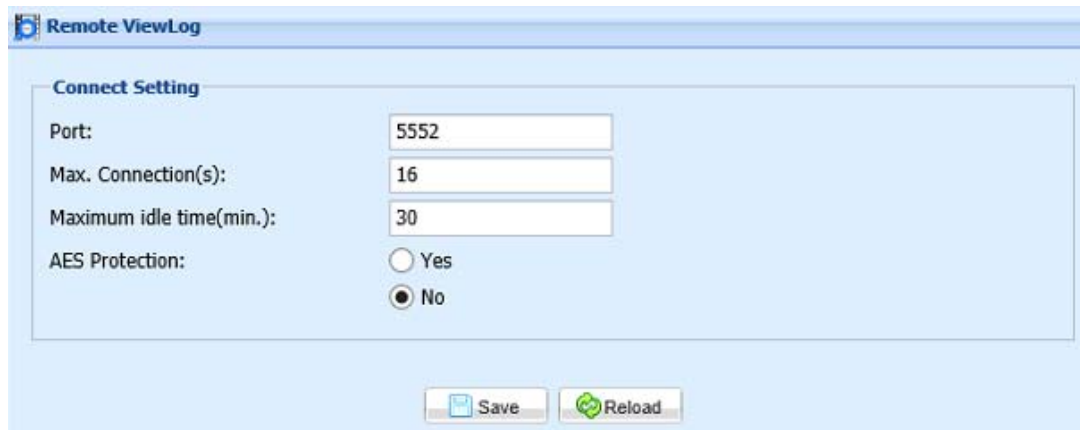 Remote ViewLog
Connect Setting
Port: 5552
Max. Connection(s): 16
Maximum idle time(min.): 30
AES Protection: Yes
No
Save Reload